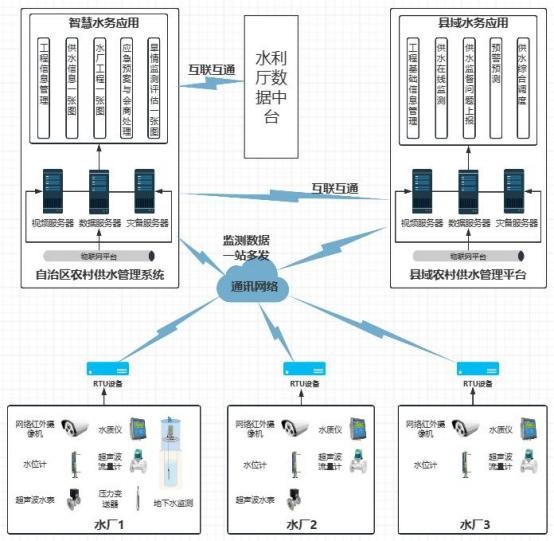 智慧水务应用
工程信息管理
供水信息一张图
水厂工程一张图
应急预案与会商处理
旱情监测评估一张图
视频服务器
数据服务器
灾备服务器
物联网平台
自治区农村供水管理系统
互联互通
水利厅数据中台
县域水务应用
工程基础信息管理
供水在线监测
供水监督问题上报
预警预测
供水综合调度
视频服务器
数据服务器
灾备服务器
物联网平台
县域农村供水管理平台
互联互通
监测数据
一站多发
通讯网络
RTU设备
RTU设备
RTU设备
网络红外摄
像机
水质仪
水位计
超声波
流量计
超声波水表
压力变
送器
地下水监测
水厂1
网络红外摄
像机
水质仪
水位计
超声波
流量计
超声波水表
水厂2
网络红外摄
像机
水质仪
水位计
超声波
流量计
水厂3